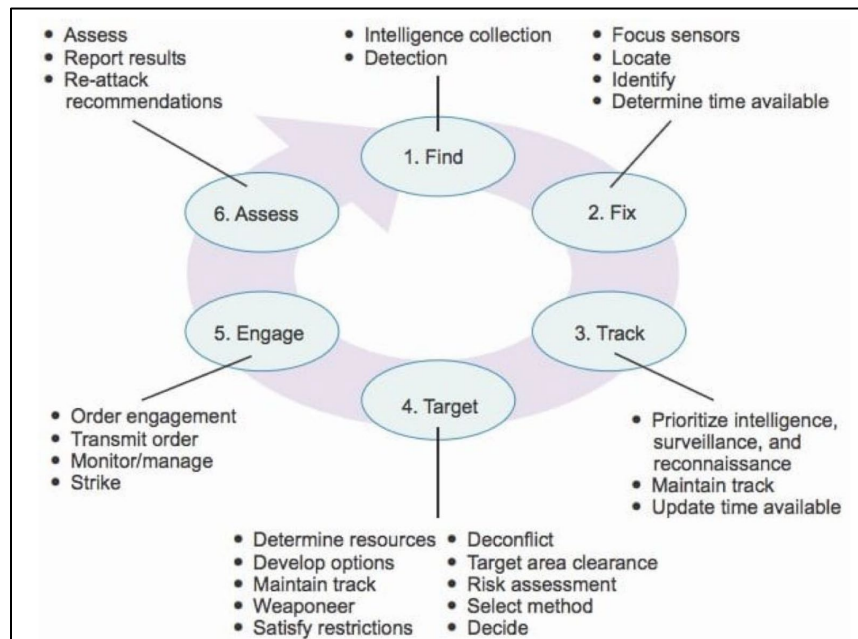 • Assess
• Report results
• Re-attack
recommendations
• Intelligence collection
• Detection
• Focus sensors
• Locate
• Identify
• Determine time available
1. Find
2. Fix
3. Track
• Prioritize intelligence,
surveillance, and
reconnaissance
• Maintain track
• Update time available
4. Target
• Determine resources
• Develop options
• Maintain track
• Weaponeer
• Satisfy restrictions
• Deconflict
• Target area clearance
• Risk assessment
• Select method
• Decide
5. Engage
• Order engagement
• Transmit order
• Monitor/manage
• Strike
6. Assess